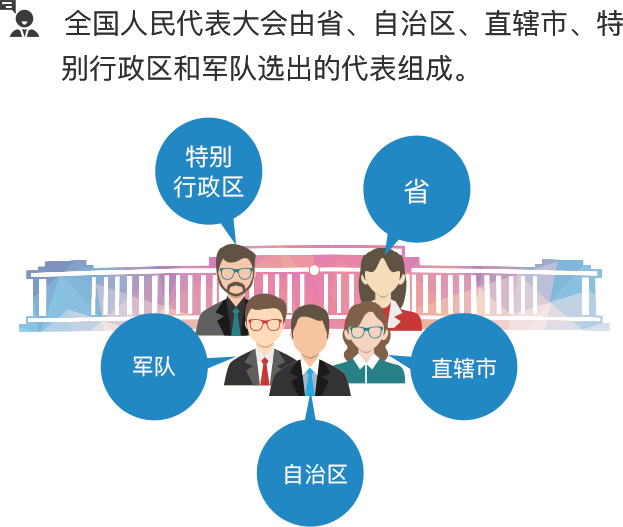 全国人民代表大会由省、自治区、直辖市、特
别行政区和军队选出的代表组成。
特别
行政区
省
军队
直辖市
自治区